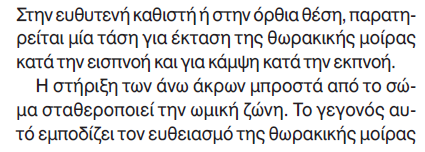 Στην ευθυτενή καθιστή ή στην όρθια θέση, παρατη-
ρείται μία τάση για έκταση της θωρακικής μοίρας
κατά την εισπνοή και για κάμψη κατά την εκπνοή.
Η στήριξη των άνω άκρων μπροστά από το σώ-
μα σταθεροποιεί την ωμική ζώνη. Το γεγονός αυ-
τό εμποδίζει τον ευθειασμό της θωρακικής μοίρας